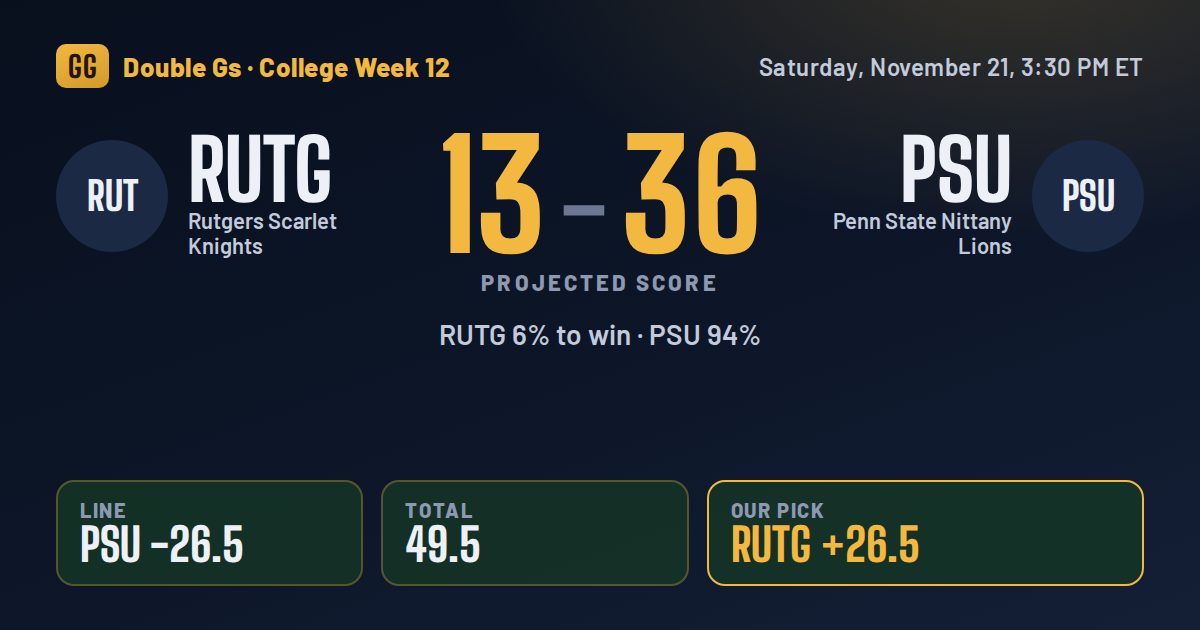 GG Double Gs · College Week 12
Saturday, November 21, 3:30 PM ET
RUT
RUTG
Rutgers Scarlet
Knights
13 – 36
PROJECTED SCORE
RUTG 6% to win · PSU 94%
PSU
Penn State Nittany
Lions
PSU
LINE
PSU −26.5
TOTAL
49.5
OUR PICK
RUTG +26.5